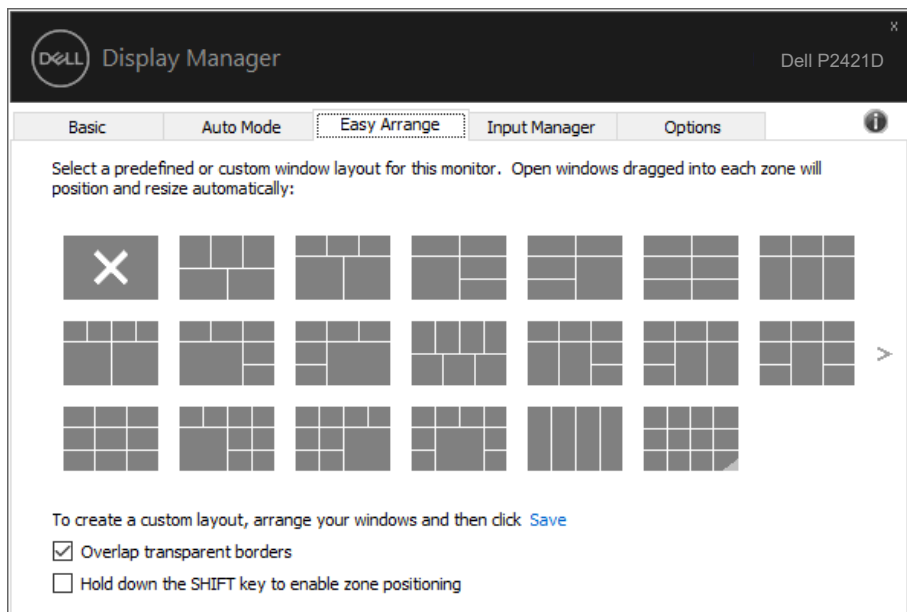 x
DELL Display Manager
Dell P2421D
Basic Auto Mode Easy Arrange Input Manager Options
Select a predefined or custom window layout for this monitor. Open windows dragged into each zone will
position and resize automatically:
>
To create a custom layout, arrange your windows and then click Save
Overlap transparent borders
Hold down the SHIFT key to enable zone positioning